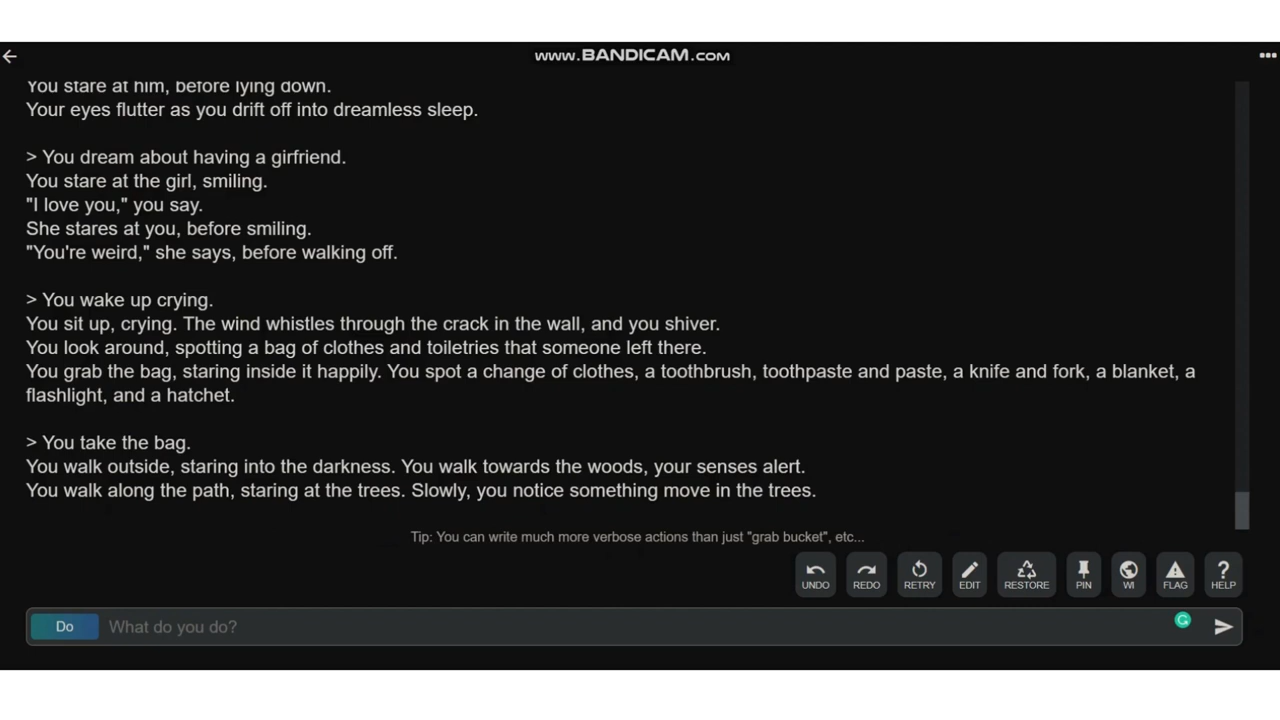 www.BANDICAM.com
You stare at him, before lying down.
Your eyes flutter as you drift off into dreamless sleep.
> You dream about having a girfriend.
You stare at the girl, smiling.
"I love you," you say.
She stares at you, before smiling.
"You're weird," she says, before walking off.
> You wake up crying.
You sit up, crying. The wind whistles through the crack in the wall, and you shiver.
You look around, spotting a bag of clothes and toiletries that someone left there.
You grab the bag, staring inside it happily. You spot a change of clothes, a toothbrush, toothpaste and paste, a knife and fork, a blanket, a
flashlight, and a hatchet.
> You take the bag.
You walk outside, staring into the darkness. You walk towards the woods, your senses alert.
You walk along the path, staring at the trees. Slowly, you notice something move in the trees.
Tip: You can write much more verbose actions than just "grab bucket", etc...
UNDO REDO RETRY EDIT RESTORE PIN WI FLAG HELP
Do What do you do?